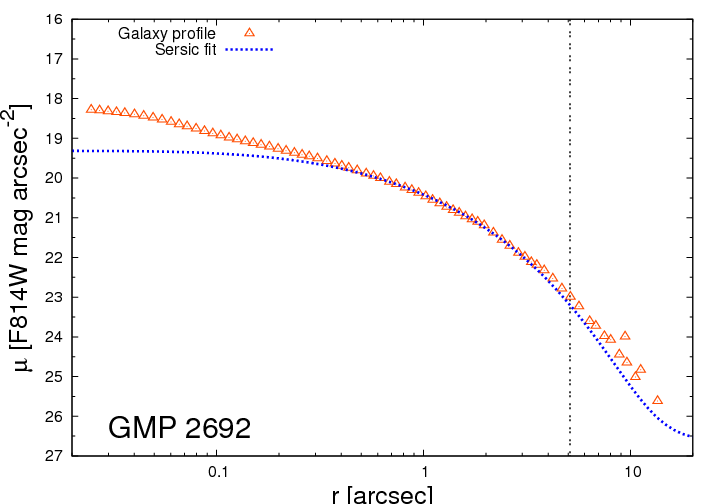 16
17
18
19
20
21
22
23
24
25
26
27
μ [F814W mag arcsec⁻²]
Galaxy profile
Sersic fit
GMP 2692
0.1 1 10
r [arcsec]